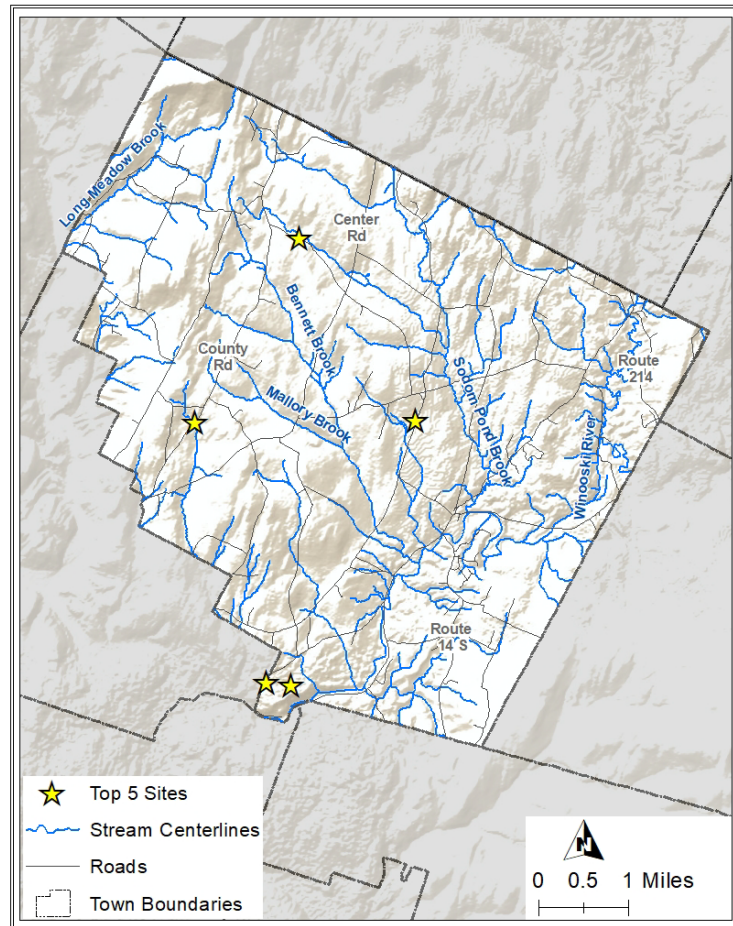 Long Meadow Brook
Center
Rd
Bennett Brook
County
Rd
Mallory Brook
Sodom Pond Brook
Route
214
Winooski River
Route
14 S
Top 5 Sites
Stream Centerlines
Roads
Town Boundaries
N
0 0.5 1 Miles